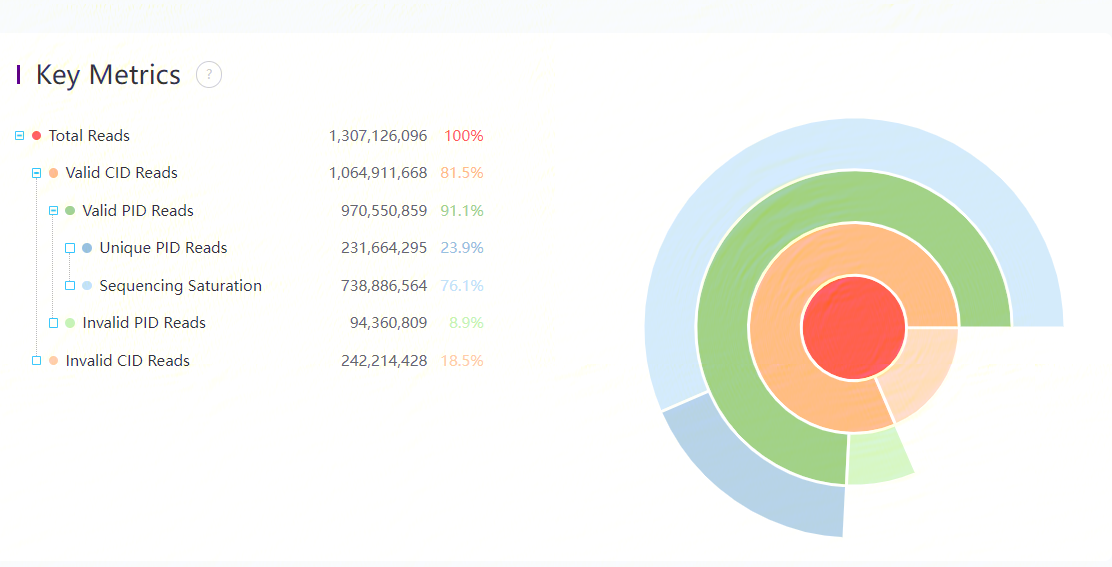 Key Metrics ?
Total Reads 1,307,126,096 100%
Valid CID Reads 1,064,911,668 81.5%
Valid PID Reads 970,550,859 91.1%
Unique PID Reads 231,664,295 23.9%
Sequencing Saturation 738,886,564 76.1%
Invalid PID Reads 94,360,809 8.9%
Invalid CID Reads 242,214,428 18.5%